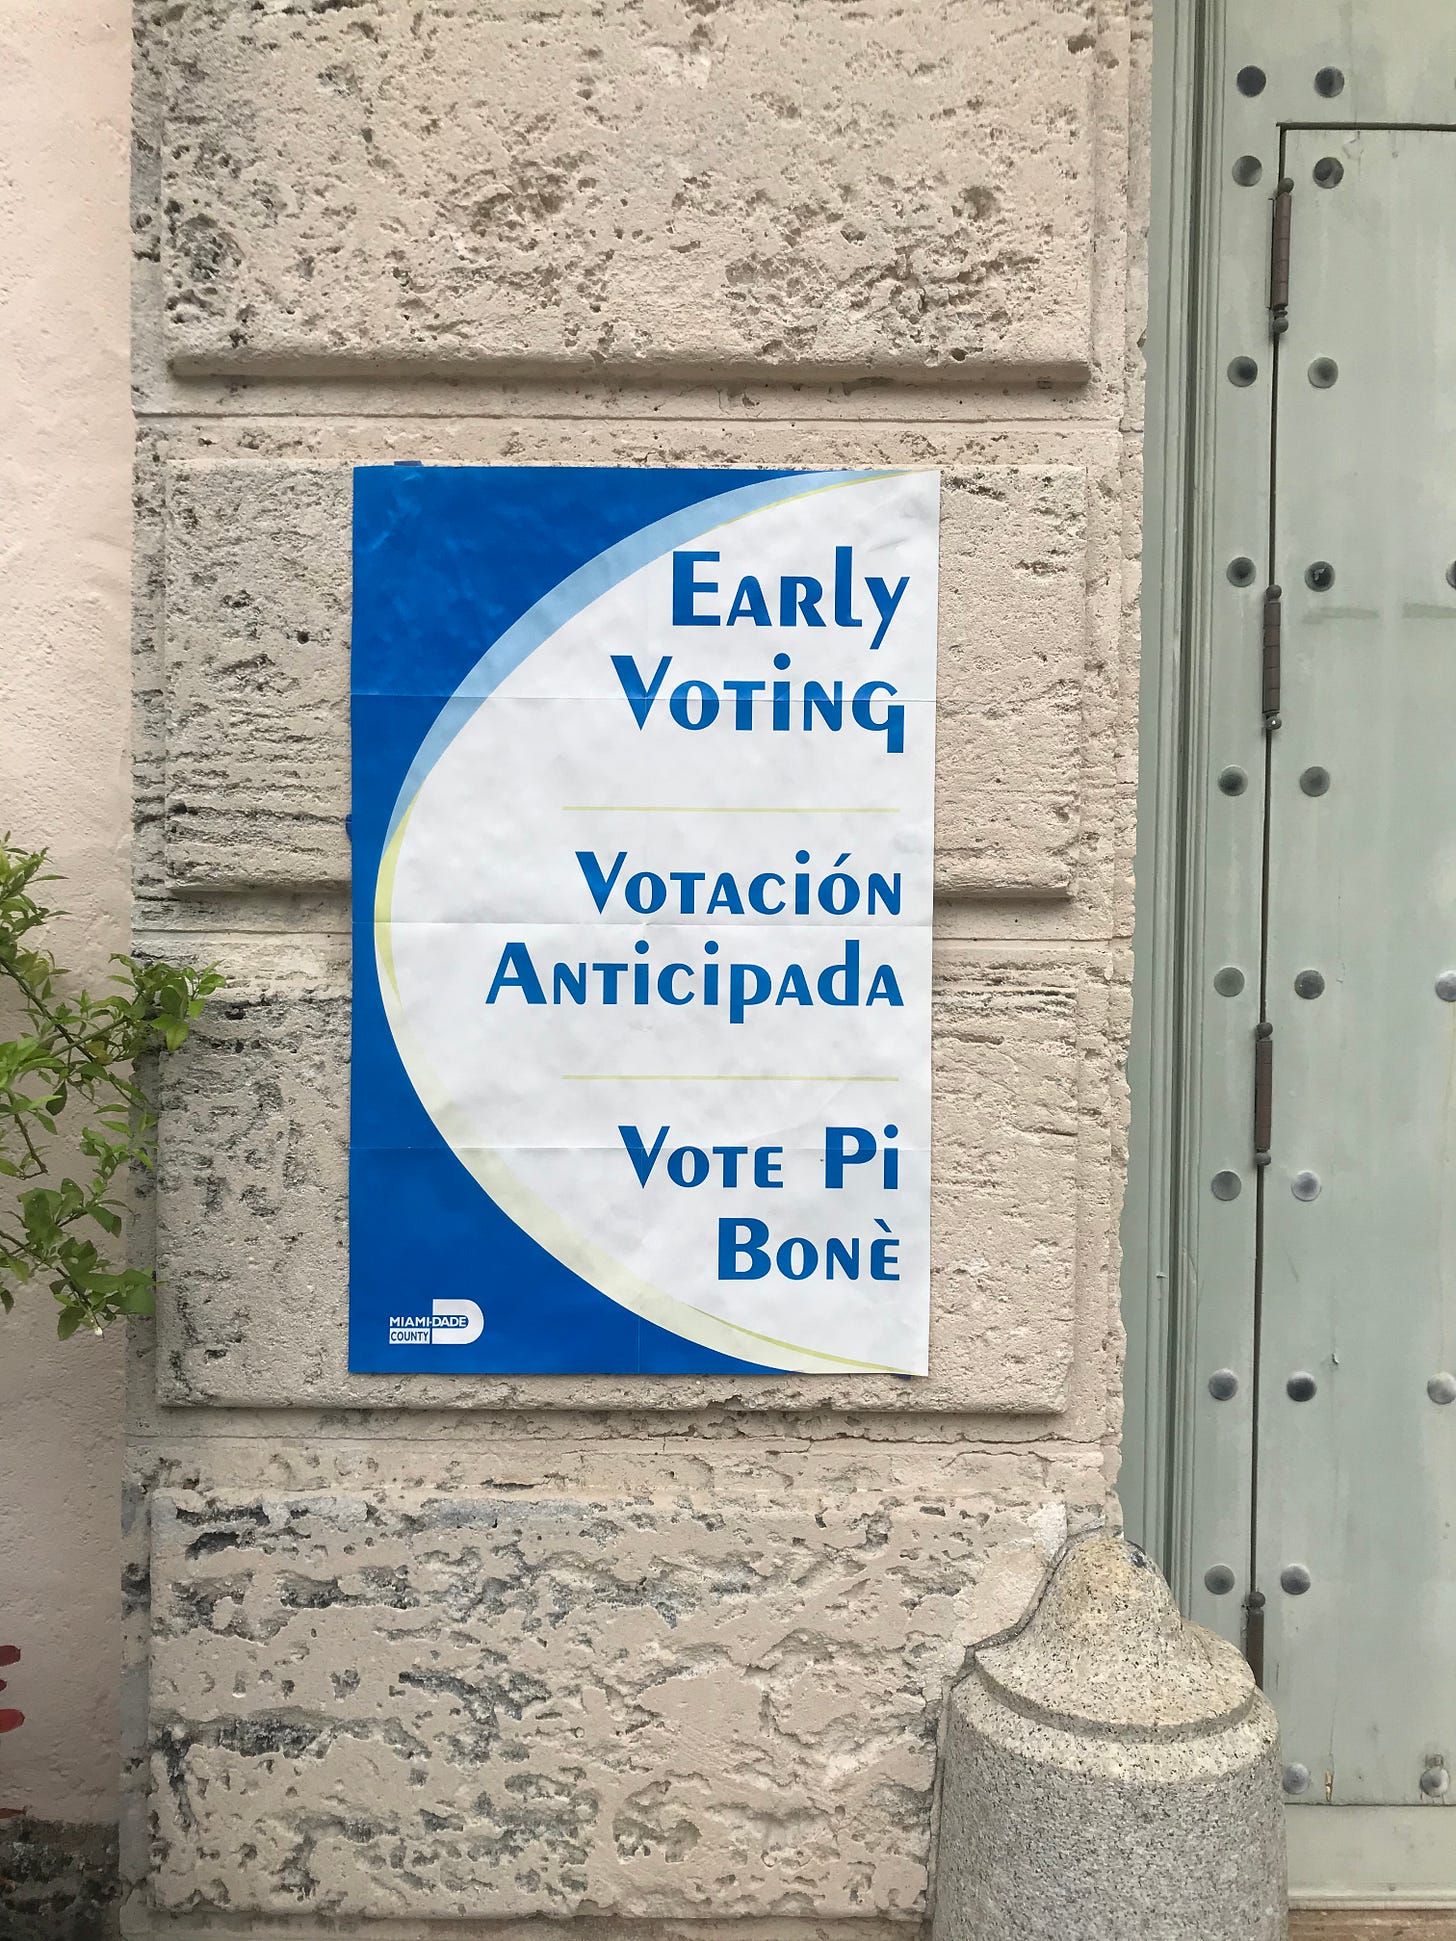 Early
Voting
Votación
Anticipada
Vote Pi
Bonè
MIAMI-DADE
COUNTY